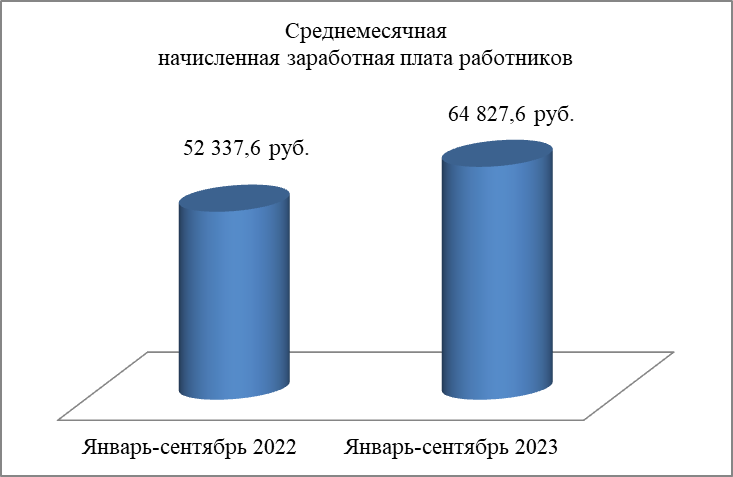 Среднемесячная
начисленная заработная плата работников
64 827,6 руб.
52 337,6 руб.
Январь-сентябрь 2022
Январь-сентябрь 2023